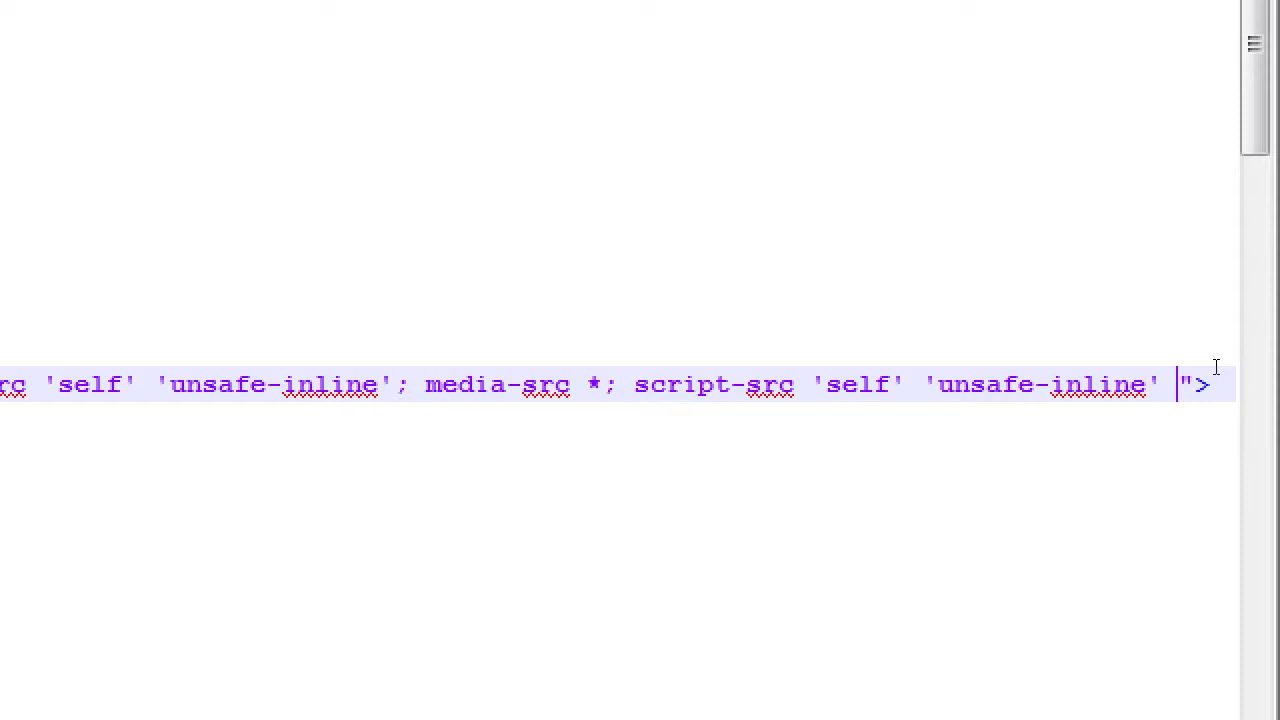 rc 'self' 'unsafe-inline'; media-src *; script-src 'self' 'unsafe-inline' ">